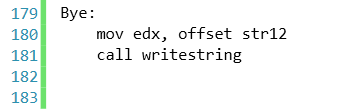 179 Bye:
180 mov edx, offset str12
181 call writestring
182
183